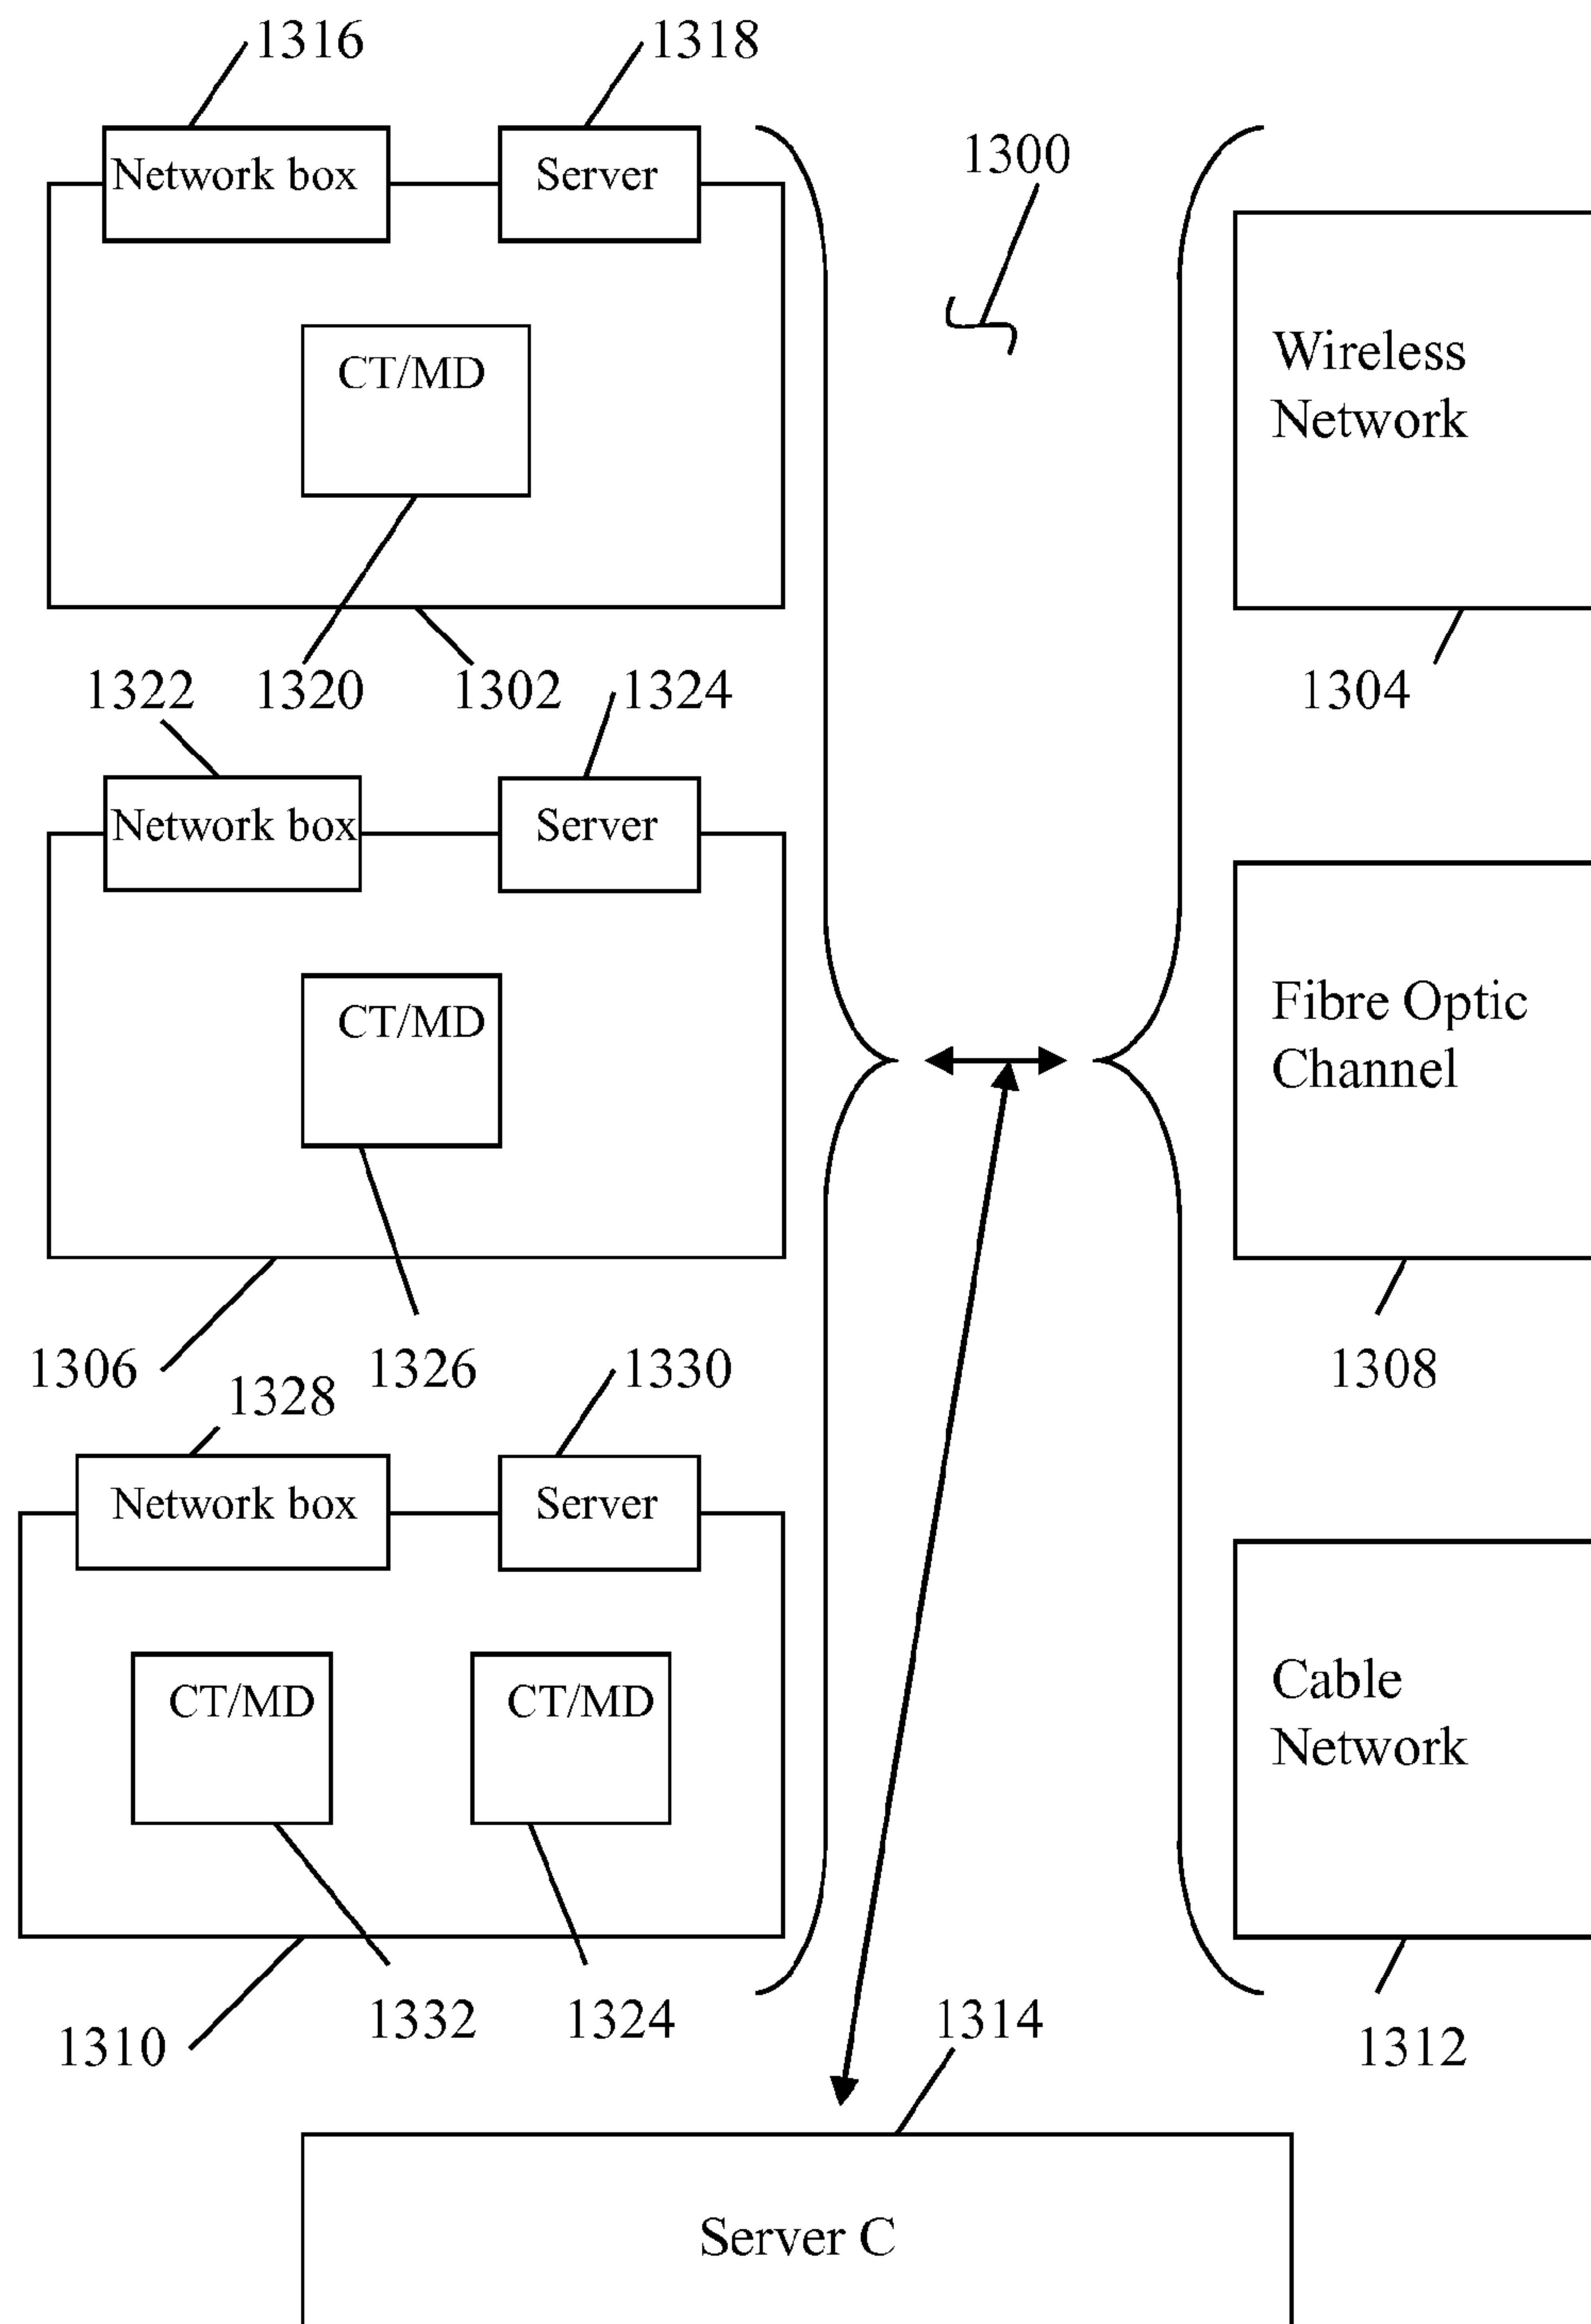 1316
1318
1300
Network box
Server
CT/MD
Wireless
Network
1322
1320
1302
1324
1304
Network box
Server
CT/MD
Fibre Optic
Channel
1306
1326
1330
1308
1328
Network box
Server
CT/MD
CT/MD
Cable
Network
1332
1324
1314
1310
1312
Server C